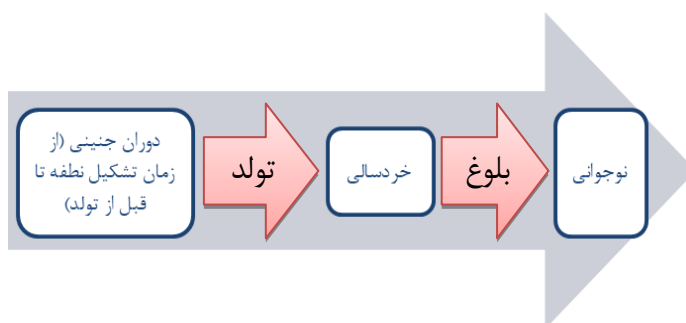 دوران جنینی (از
زمان تشکیل نطفه تا
قبل از تولد)
تولد
خردسالی
بلوغ
نوجوانی